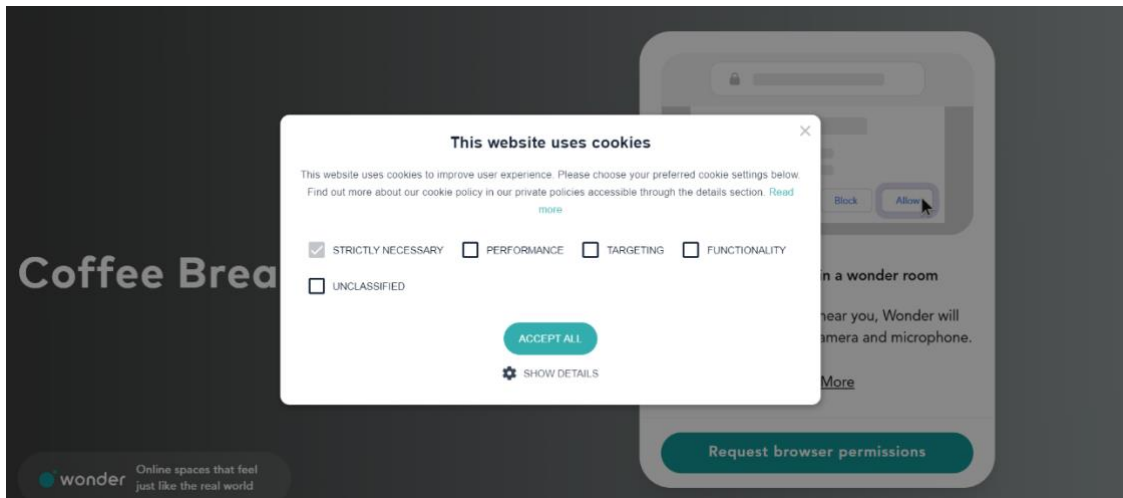 This website uses cookies
This website uses cookies to improve user experience. Please choose your preferred cookie settings below.
Find out more about our cookie policy in our private policies accessible through the details section. Read
more
STRICTLY NECESSARY PERFORMANCE TARGETING FUNCTIONALITY
UNCLASSIFIED
ACCEPT ALL
SHOW DETAILS
Coffee Brea
Block Allow
in a wonder room
hear you, Wonder will
amera and microphone.
More
Request browser permissions
wonder
Online spaces that feel
just like the real world